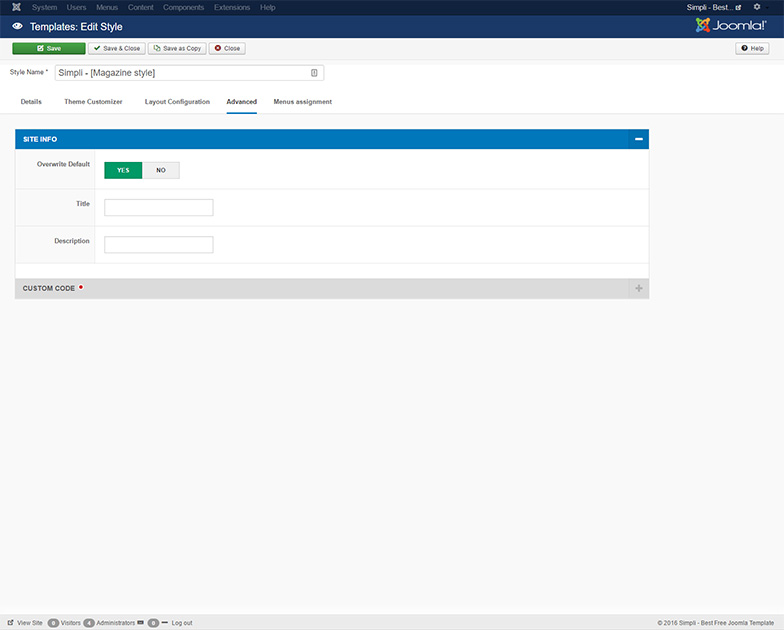 System Users Menus Content Components Extensions Help Simpli - Best...
Templates: Edit Style Joomla!®
Save Save & Close Save as Copy Close Help
Style Name * Simpli - [Magazine style]
Details Theme Customizer Layout Configuration Advanced Menus assignment
SITE INFO
Overwrite Default YES NO
Title
Description
CUSTOM CODE
View Site 0 Visitors 4 Administrators 0 Log out © 2016 Simpli - Best Free Joomla Template